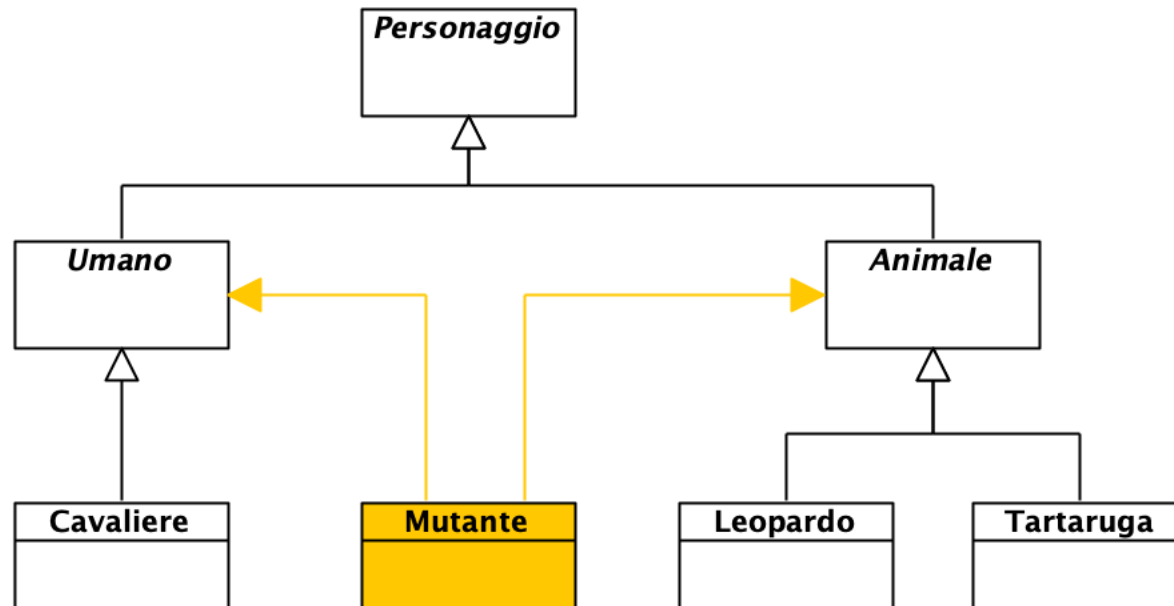 Personaggio
Umano
Animale
Cavaliere
Mutante
Leopardo
Tartaruga